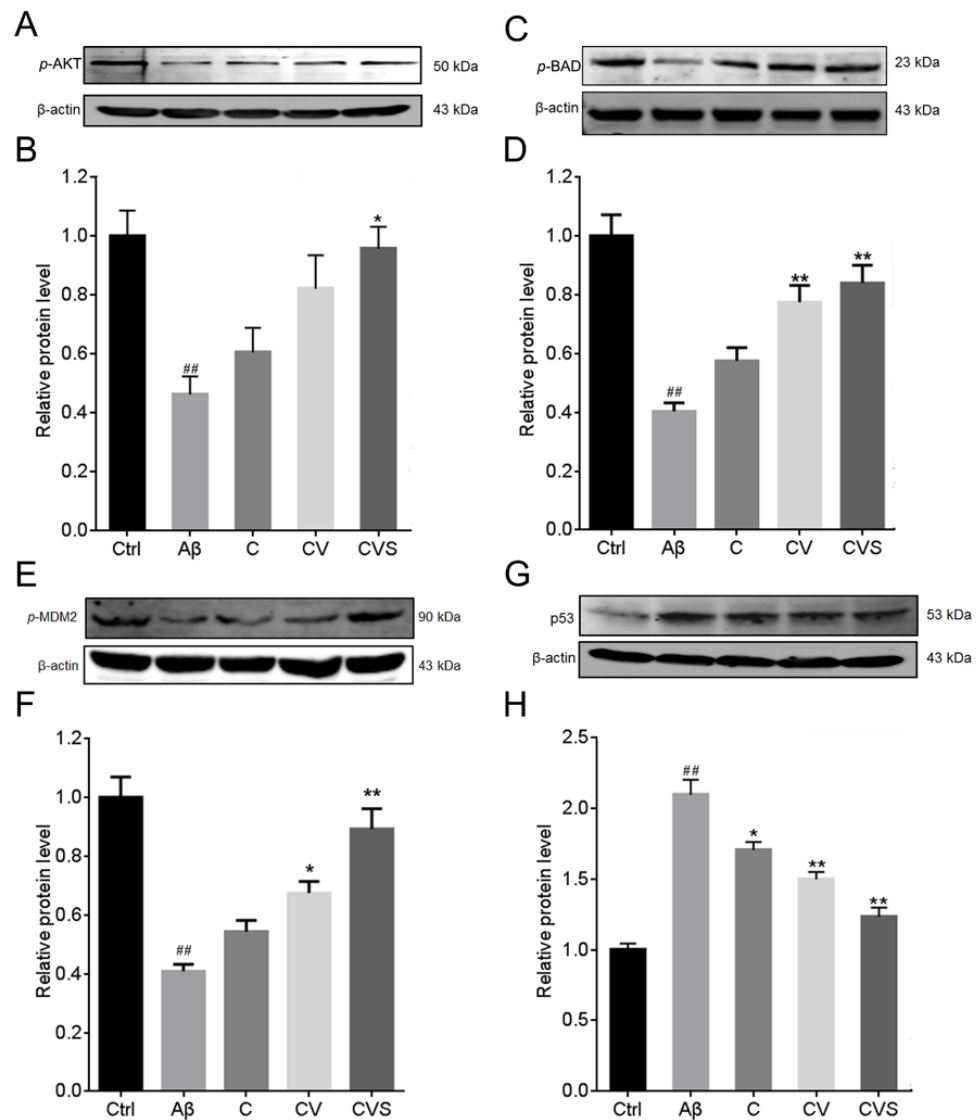 A
p-AKT
50 kDa
β-actin
43 kDa
C
p-BAD
23 kDa
β-actin
43 kDa
B
Relative protein level
1.2
1.0
0.8
0.6
0.4
0.2
0.0
##
*
Ctrl Aβ C CV CVS
D
Relative protein level
1.2
1.0
0.8
0.6
0.4
0.2
0.0
##
**
**
Ctrl Aβ C CV CVS
E
p-MDM2
90 kDa
β-actin
43 kDa
G
p53
53 kDa
β-actin
43 kDa
F
Relative protein level
1.2
1.0
0.8
0.6
0.4
0.2
0.0
##
*
**
Ctrl Aβ C CV CVS
H
Relative protein level
2.5
2.0
1.5
1.0
0.5
0.0
##
*
**
**
Ctrl Aβ C CV CVS